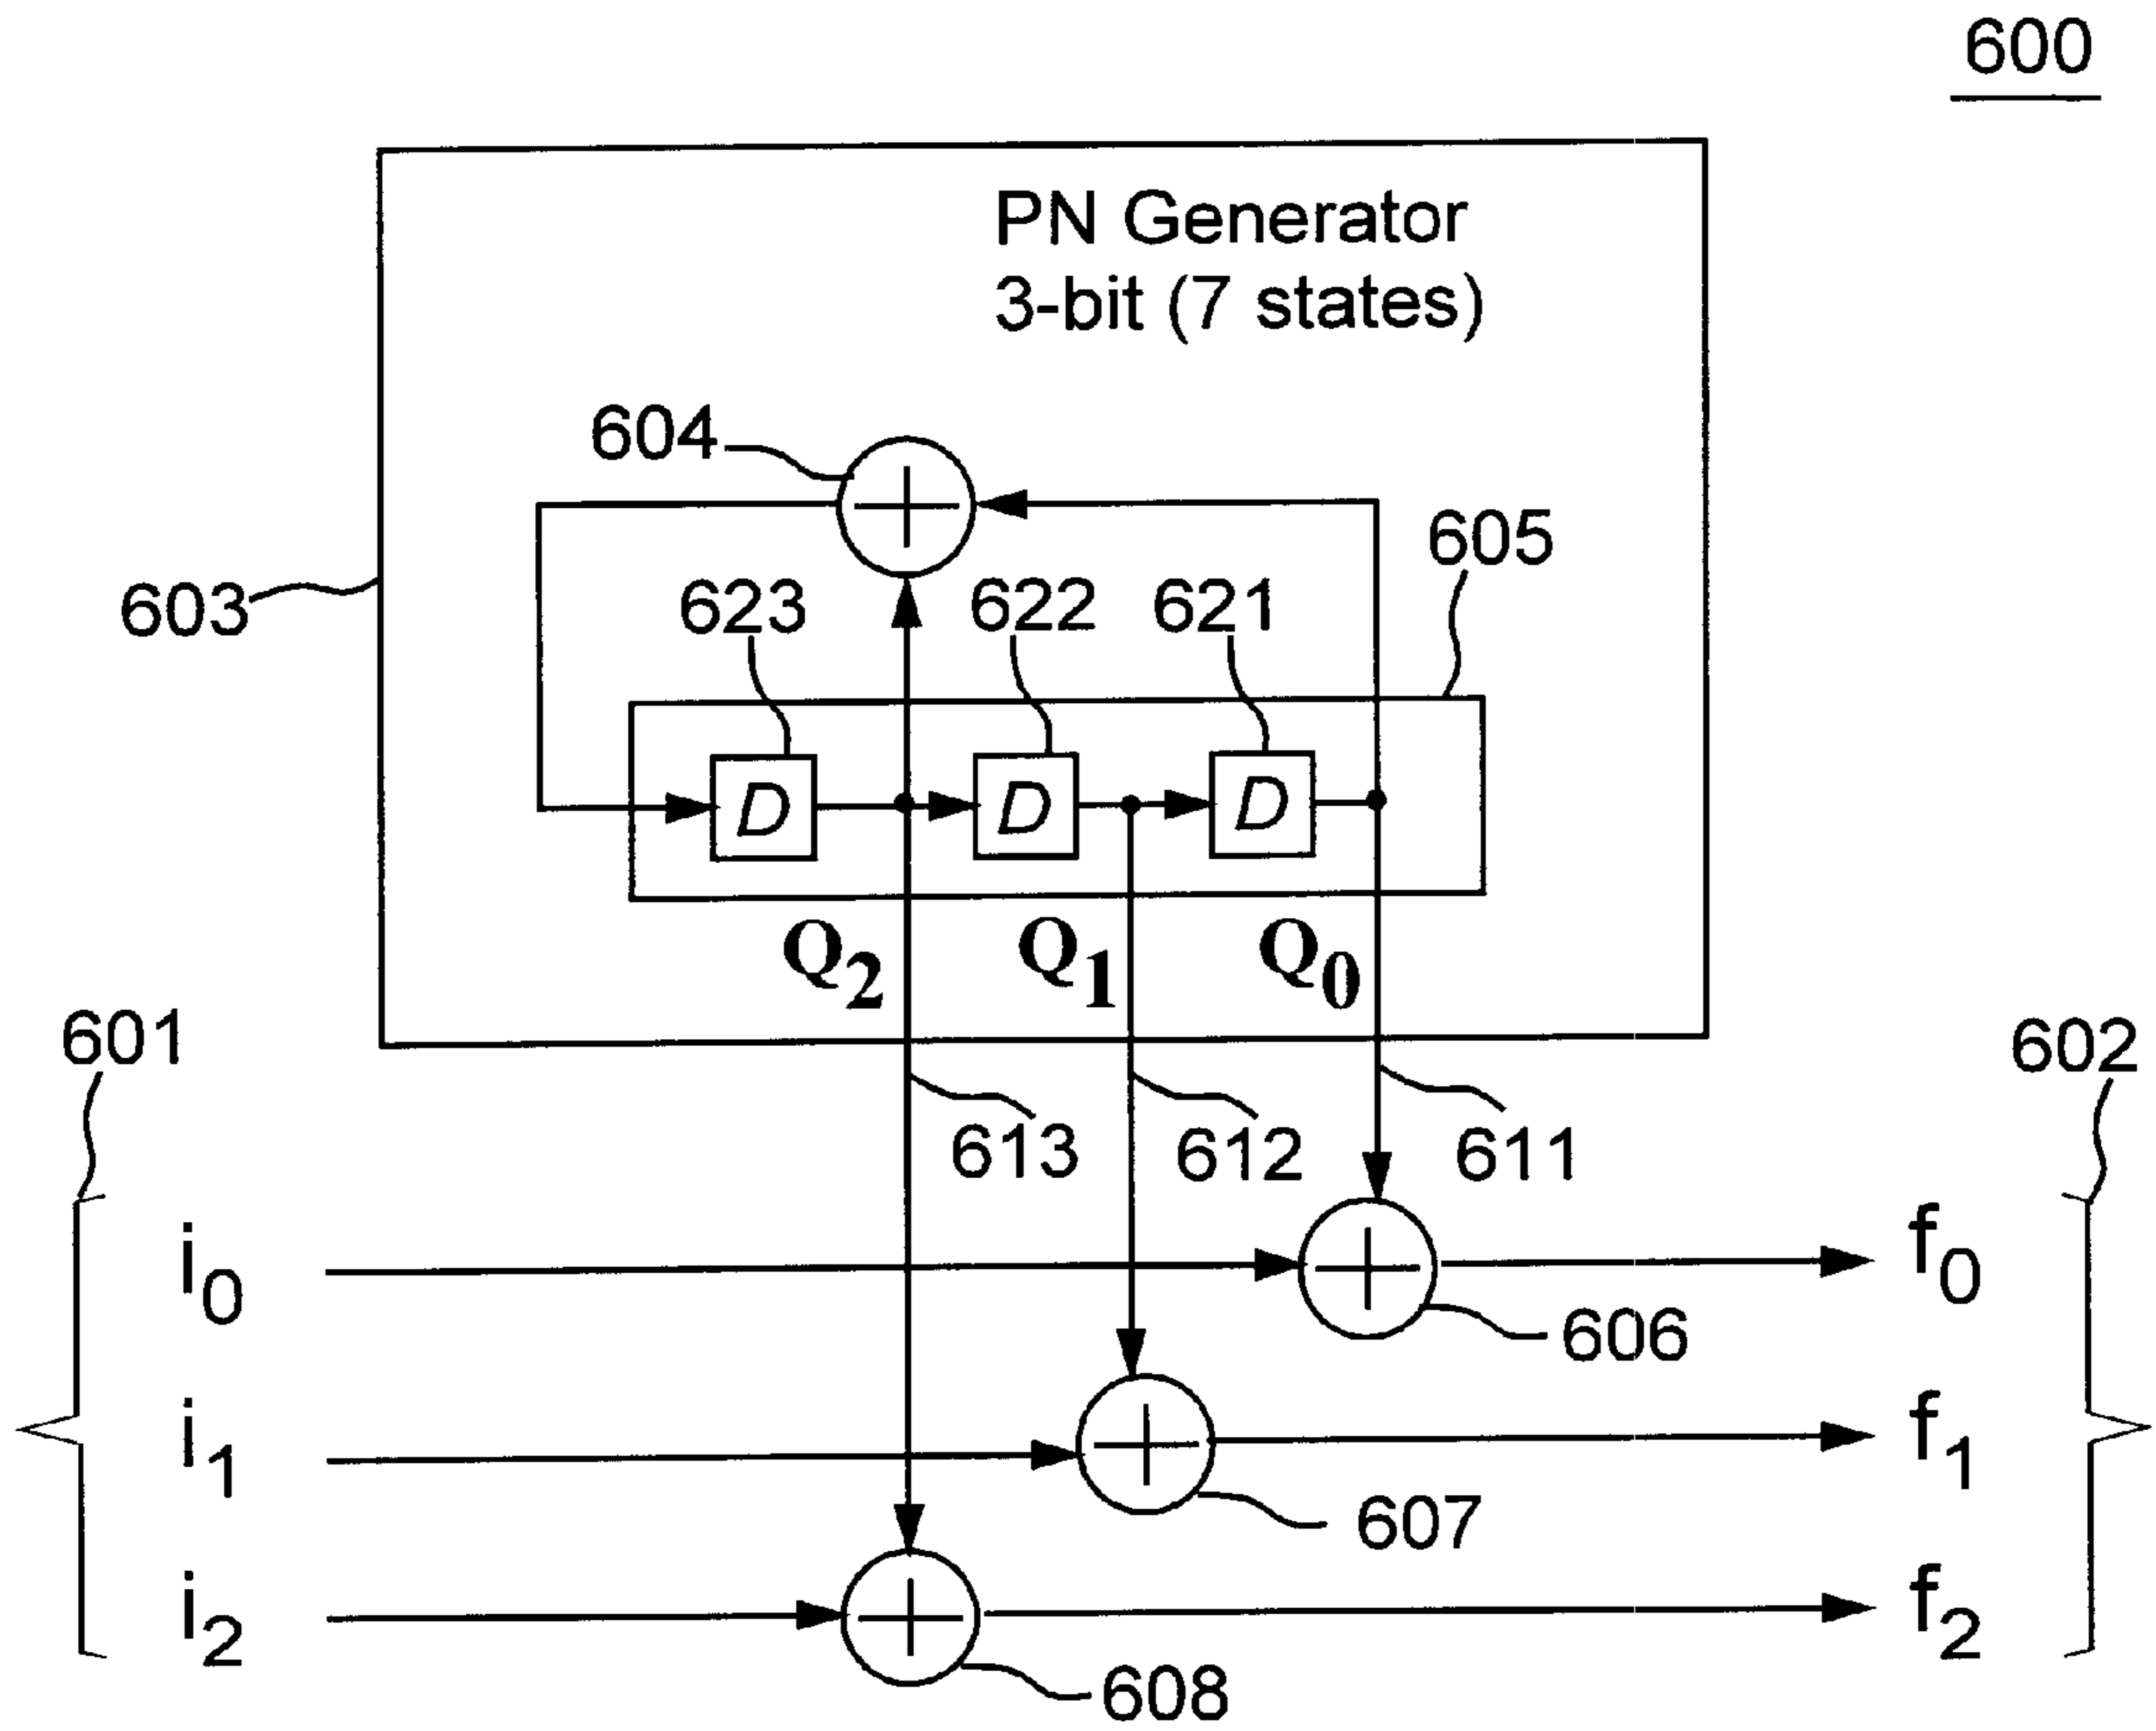 600
PN Generator
3-bit (7 states)
604
605
623 622 621
603
D D D
Q2 Q1 Q0
601 602
613 612 611
i0 f0
606
i1 f1
607
i2 f2
608